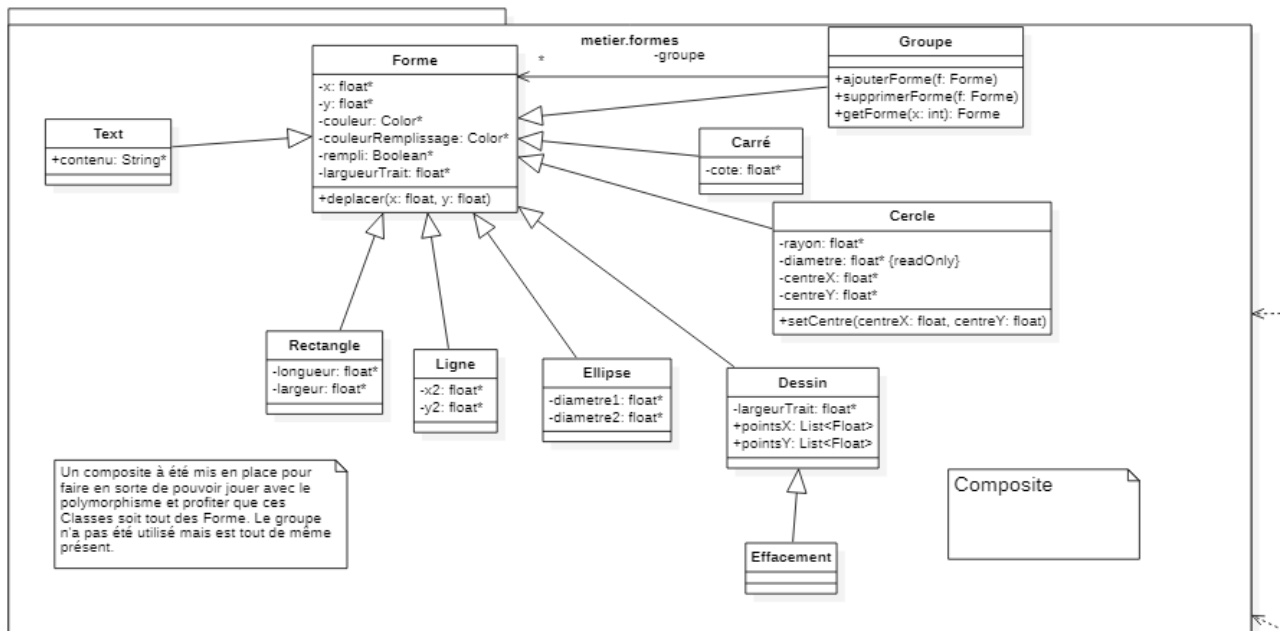 metier.formes
*
-groupe
Forme
-x: float*
-y: float*
-couleur: Color*
-couleurRemplissage: Color*
-rempli: Boolean*
-largueurTrait: float*
+deplacer(x: float, y: float)
Groupe
+ajouterForme(f: Forme)
+supprimerForme(f: Forme)
+getForme(x: int): Forme
Text
+contenu: String*
Carré
-cote: float*
Cercle
-rayon: float*
-diametre: float* {readOnly}
-centreX: float*
-centreY: float*
+setCentre(centreX: float, centreY: float)
Rectangle
-longueur: float*
-largeur: float*
Ligne
-x2: float*
-y2: float*
Ellipse
-diametre1: float*
-diametre2: float*
Dessin
-largeurTrait: float*
+pointsX: List<Float>
+pointsY: List<Float>
Un composite à été mis en place pour
faire en sorte de pouvoir jouer avec le
polymorphisme et profiter que ces
Classes soit tout des Forme. Le groupe
n'a pas été utilisé mais est tout de même
présent.
Composite
Effacement